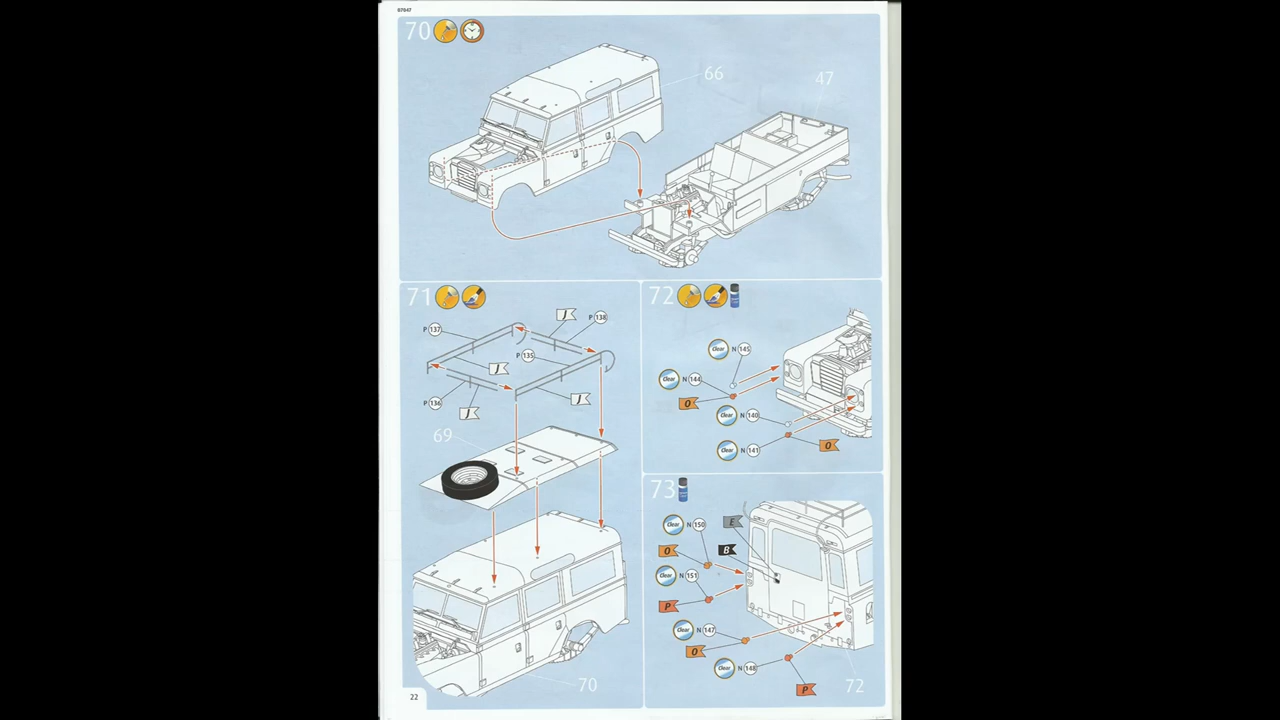 07047
70
66
47
71
J
P 138
P 137
P 135
J
P 136
J
J
69
70
22
72
Clear N 145
Clear N 144
O
Clear N 140
Clear N 141
O
73
Clear N 150
E
O
B
Clear N 151
P
Clear N 147
O
Clear N 148
P
72